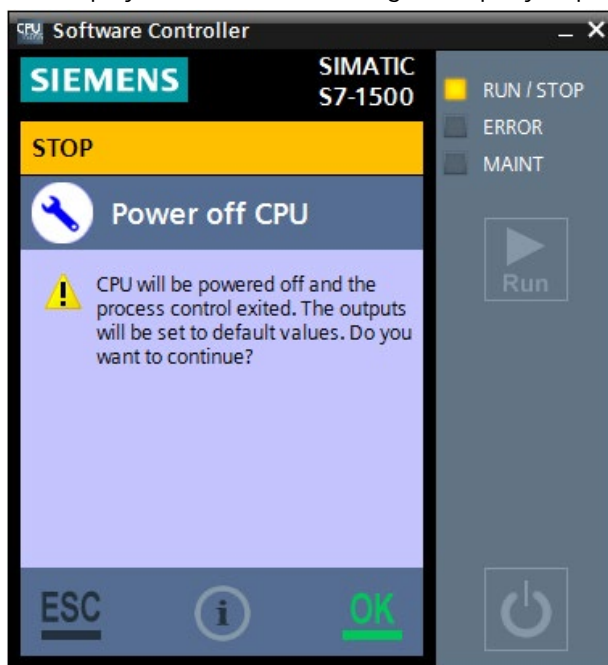 CPU Software Controller
SIEMENS
SIMATIC
S7-1500
STOP
Power off CPU
CPU will be powered off and the
process control exited. The outputs
will be set to default values. Do you
want to continue?
ESC
i
OK
RUN / STOP
ERROR
MAINT
Run